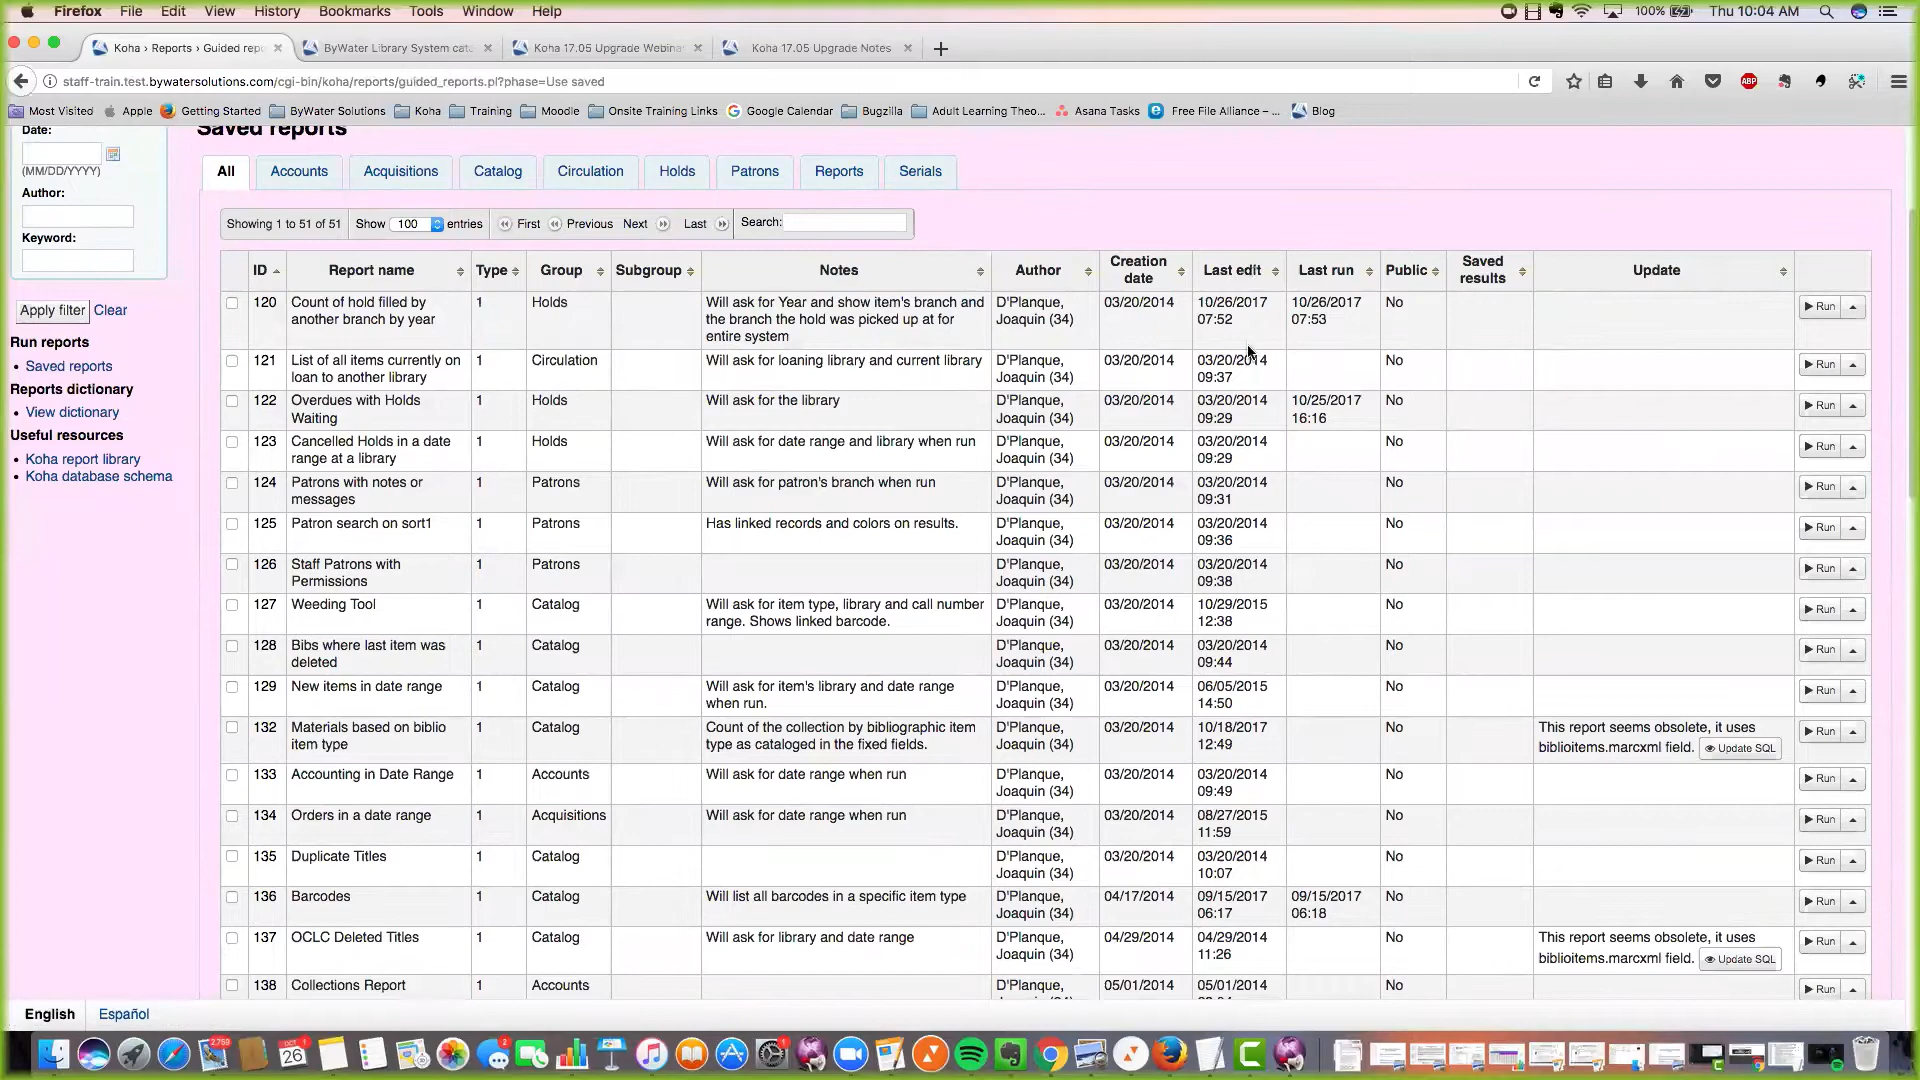 Firefox File Edit View History Bookmarks Tools Window Help 100% Thu 10:04 AM
Koha › Reports › Guided repo ByWater Library System cata Koha 17.05 Upgrade Webinar Koha 17.05 Upgrade Notes
staff-train.test.bywatersolutions.com/cgi-bin/koha/reports/guided_reports.pl?phase=Use saved
Most Visited Apple Getting Started ByWater Solutions Koha Training Moodle Onsite Training Links Google Calendar Bugzilla Adult Learning Theo... Asana Tasks Free File Alliance – ... Blog
Date:
(MM/DD/YYYY)
Author:
Keyword:
Apply filter Clear
Run reports
Saved reports
Reports dictionary
View dictionary
Useful resources
Koha report library
Koha database schema
Saved reports
All Accounts Acquisitions Catalog Circulation Holds Patrons Reports Serials
Showing 1 to 51 of 51 Show 100 entries First Previous Next Last Search:
ID Report name Type Group Subgroup Notes Author Creation date Last edit Last run Public Saved results Update
120 Count of hold filled by 1 Holds Will ask for Year and show item's branch and D'Planque, 03/20/2014 10/26/2017 10/26/2017 No Run
another branch by year the branch the hold was picked up at for Joaquin (34) 07:52 07:53
entire system
121 List of all items currently on 1 Circulation Will ask for loaning library and current library D'Planque, 03/20/2014 03/20/2014 No Run
loan to another library Joaquin (34) 09:37
122 Overdues with Holds 1 Holds Will ask for the library D'Planque, 03/20/2014 03/20/2014 10/25/2017 No Run
Waiting Joaquin (34) 09:29 16:16
123 Cancelled Holds in a date 1 Holds Will ask for date range and library when run D'Planque, 03/20/2014 03/20/2014 No Run
range at a library Joaquin (34) 09:29
124 Patrons with notes or 1 Patrons Will ask for patron's branch when run D'Planque, 03/20/2014 03/20/2014 No Run
messages Joaquin (34) 09:31
125 Patron search on sort1 1 Patrons Has linked records and colors on results. D'Planque, 03/20/2014 03/20/2014 No Run
Joaquin (34) 09:36
126 Staff Patrons with 1 Patrons D'Planque, 03/20/2014 03/20/2014 No Run
Permissions Joaquin (34) 09:38
127 Weeding Tool 1 Catalog Will ask for item type, library and call number D'Planque, 03/20/2014 10/29/2015 No Run
range. Shows linked barcode. Joaquin (34) 12:38
128 Bibs where last item was 1 Catalog D'Planque, 03/20/2014 03/20/2014 No Run
deleted Joaquin (34) 09:44
129 New items in date range 1 Catalog Will ask for item's library and date range D'Planque, 03/20/2014 06/05/2015 No Run
when run. Joaquin (34) 14:50
132 Materials based on biblio 1 Catalog Count of the collection by bibliographic item D'Planque, 03/20/2014 10/18/2017 No This report seems obsolete, it uses Run
item type type as cataloged in the fixed fields. Joaquin (34) 12:49 biblioitems.marcxml field. Update SQL
133 Accounting in Date Range 1 Accounts Will ask for date range when run D'Planque, 03/20/2014 03/20/2014 No Run
Joaquin (34) 09:49
134 Orders in a date range 1 Acquisitions Will ask for date range when run D'Planque, 03/20/2014 08/27/2015 No Run
Joaquin (34) 11:59
135 Duplicate Titles 1 Catalog D'Planque, 03/20/2014 03/20/2014 No Run
Joaquin (34) 10:07
136 Barcodes 1 Catalog Will list all barcodes in a specific item type D'Planque, 04/17/2014 09/15/2017 09/15/2017 No Run
Joaquin (34) 06:17 06:18
137 OCLC Deleted Titles 1 Catalog Will ask for library and date range D'Planque, 04/29/2014 04/29/2014 No This report seems obsolete, it uses Run
Joaquin (34) 11:26 biblioitems.marcxml field. Update SQL
138 Collections Report 1 Accounts D'Planque, 05/01/2014 05/01/2014 No Run
English Español